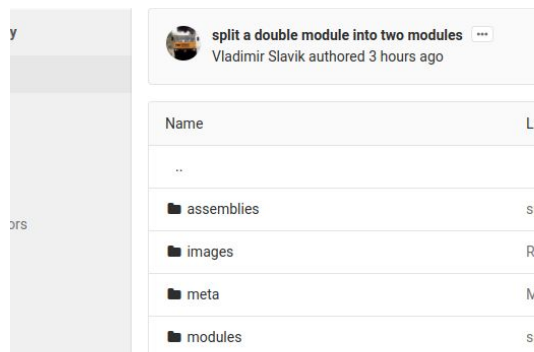 y
split a double module into two modules
Vladimir Slavik authored 3 hours ago
Name L
..
assemblies s
ors
images R
meta M
modules s